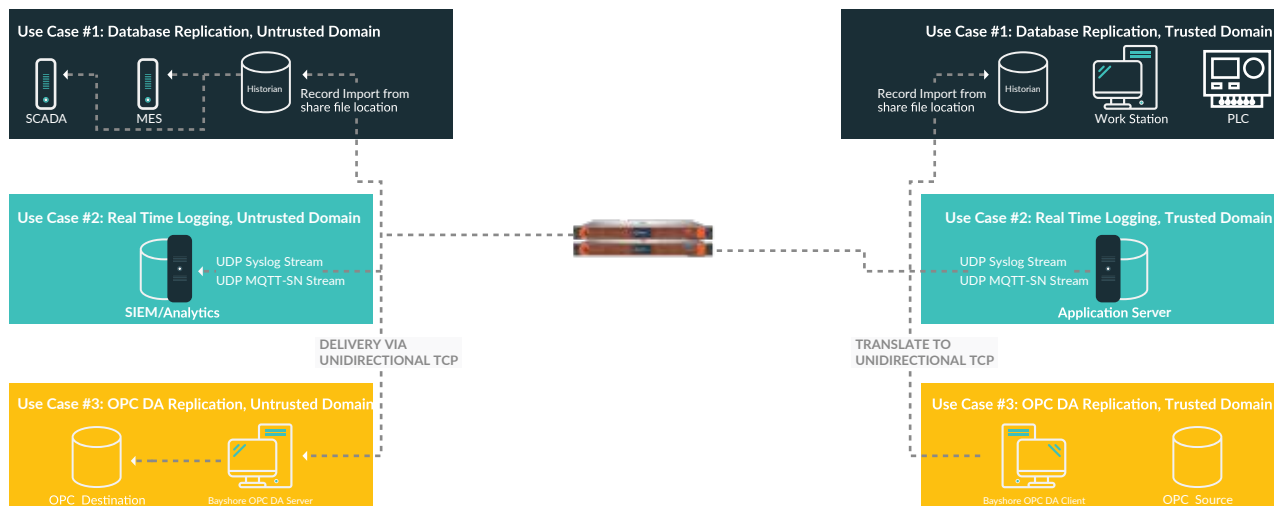 Use Case #1: Database Replication, Untrusted Domain
Historian
Record Import from
share file location
SCADA
MES
Use Case #1: Database Replication, Trusted Domain
Record Import from
share file location
Historian
Work Station
PLC
Use Case #2: Real Time Logging, Untrusted Domain
UDP Syslog Stream
UDP MQTT-SN Stream
SIEM/Analytics
Use Case #2: Real Time Logging, Trusted Domain
UDP Syslog Stream
UDP MQTT-SN Stream
Application Server
DELIVERY VIA
UNIDIRECTIONAL TCP
TRANSLATE TO
UNIDIRECTIONAL TCP
Use Case #3: OPC DA Replication, Untrusted Domain
OPC Destination
Bayshore OPC DA Server
Use Case #3: OPC DA Replication, Trusted Domain
Bayshore OPC DA Client
OPC Source